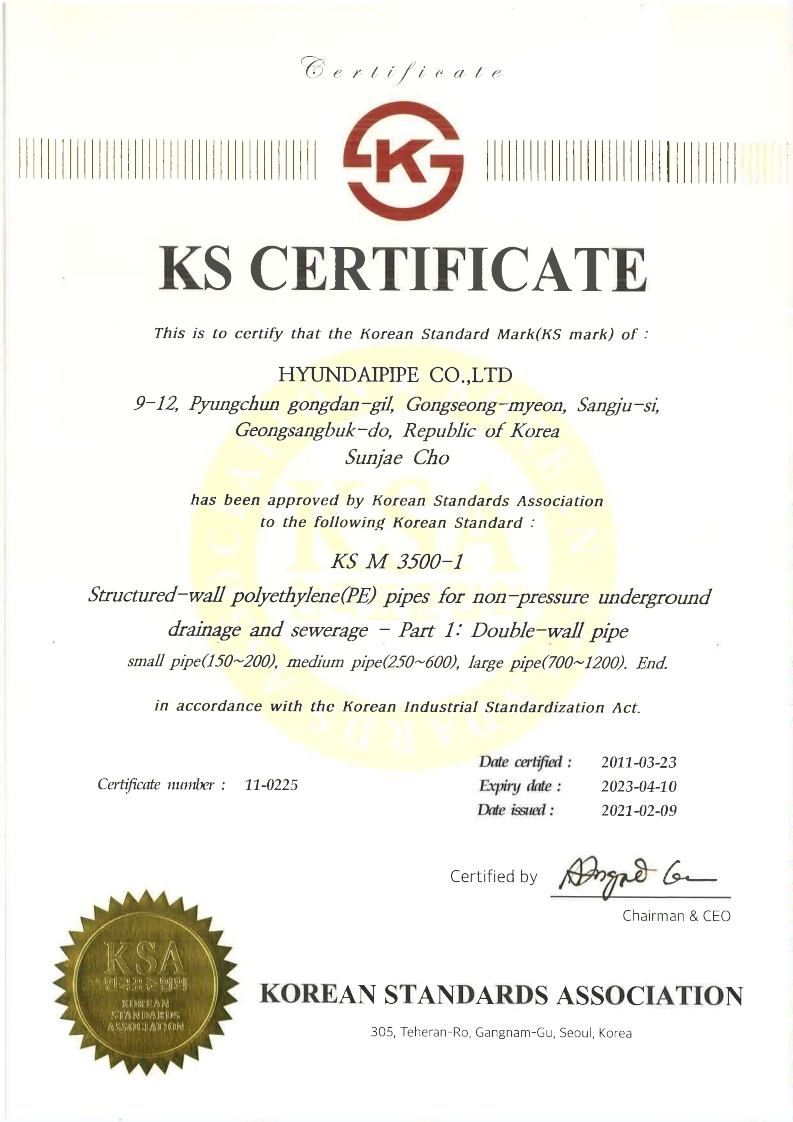 Certificate
KS CERTIFICATE
This is to certify that the Korean Standard Mark(KS mark) of :
HYUNDAIPIPE CO.,LTD
9-12, Pyungchun gongdan-gil, Gongseong-myeon, Sangju-si,
Geongsangbuk-do, Republic of Korea
Sunjae Cho
has been approved by Korean Standards Association
to the following Korean Standard :
KS M 3500-1
Structured-wall polyethylene(PE) pipes for non-pressure underground
drainage and sewerage - Part 1: Double-wall pipe
small pipe(150~200), medium pipe(250~600), large pipe(700~1200). End.
in accordance with the Korean Industrial Standardization Act.
Certificate number : 11-0225
Date certified : 2011-03-23
Expiry date : 2023-04-10
Date issued : 2021-02-09
Certified by
Chairman & CEO
KSA
한국표준협회
KOREAN
STANDARDS
ASSOCIATION
KOREAN STANDARDS ASSOCIATION
305, Teheran-Ro, Gangnam-Gu, Seoul, Korea